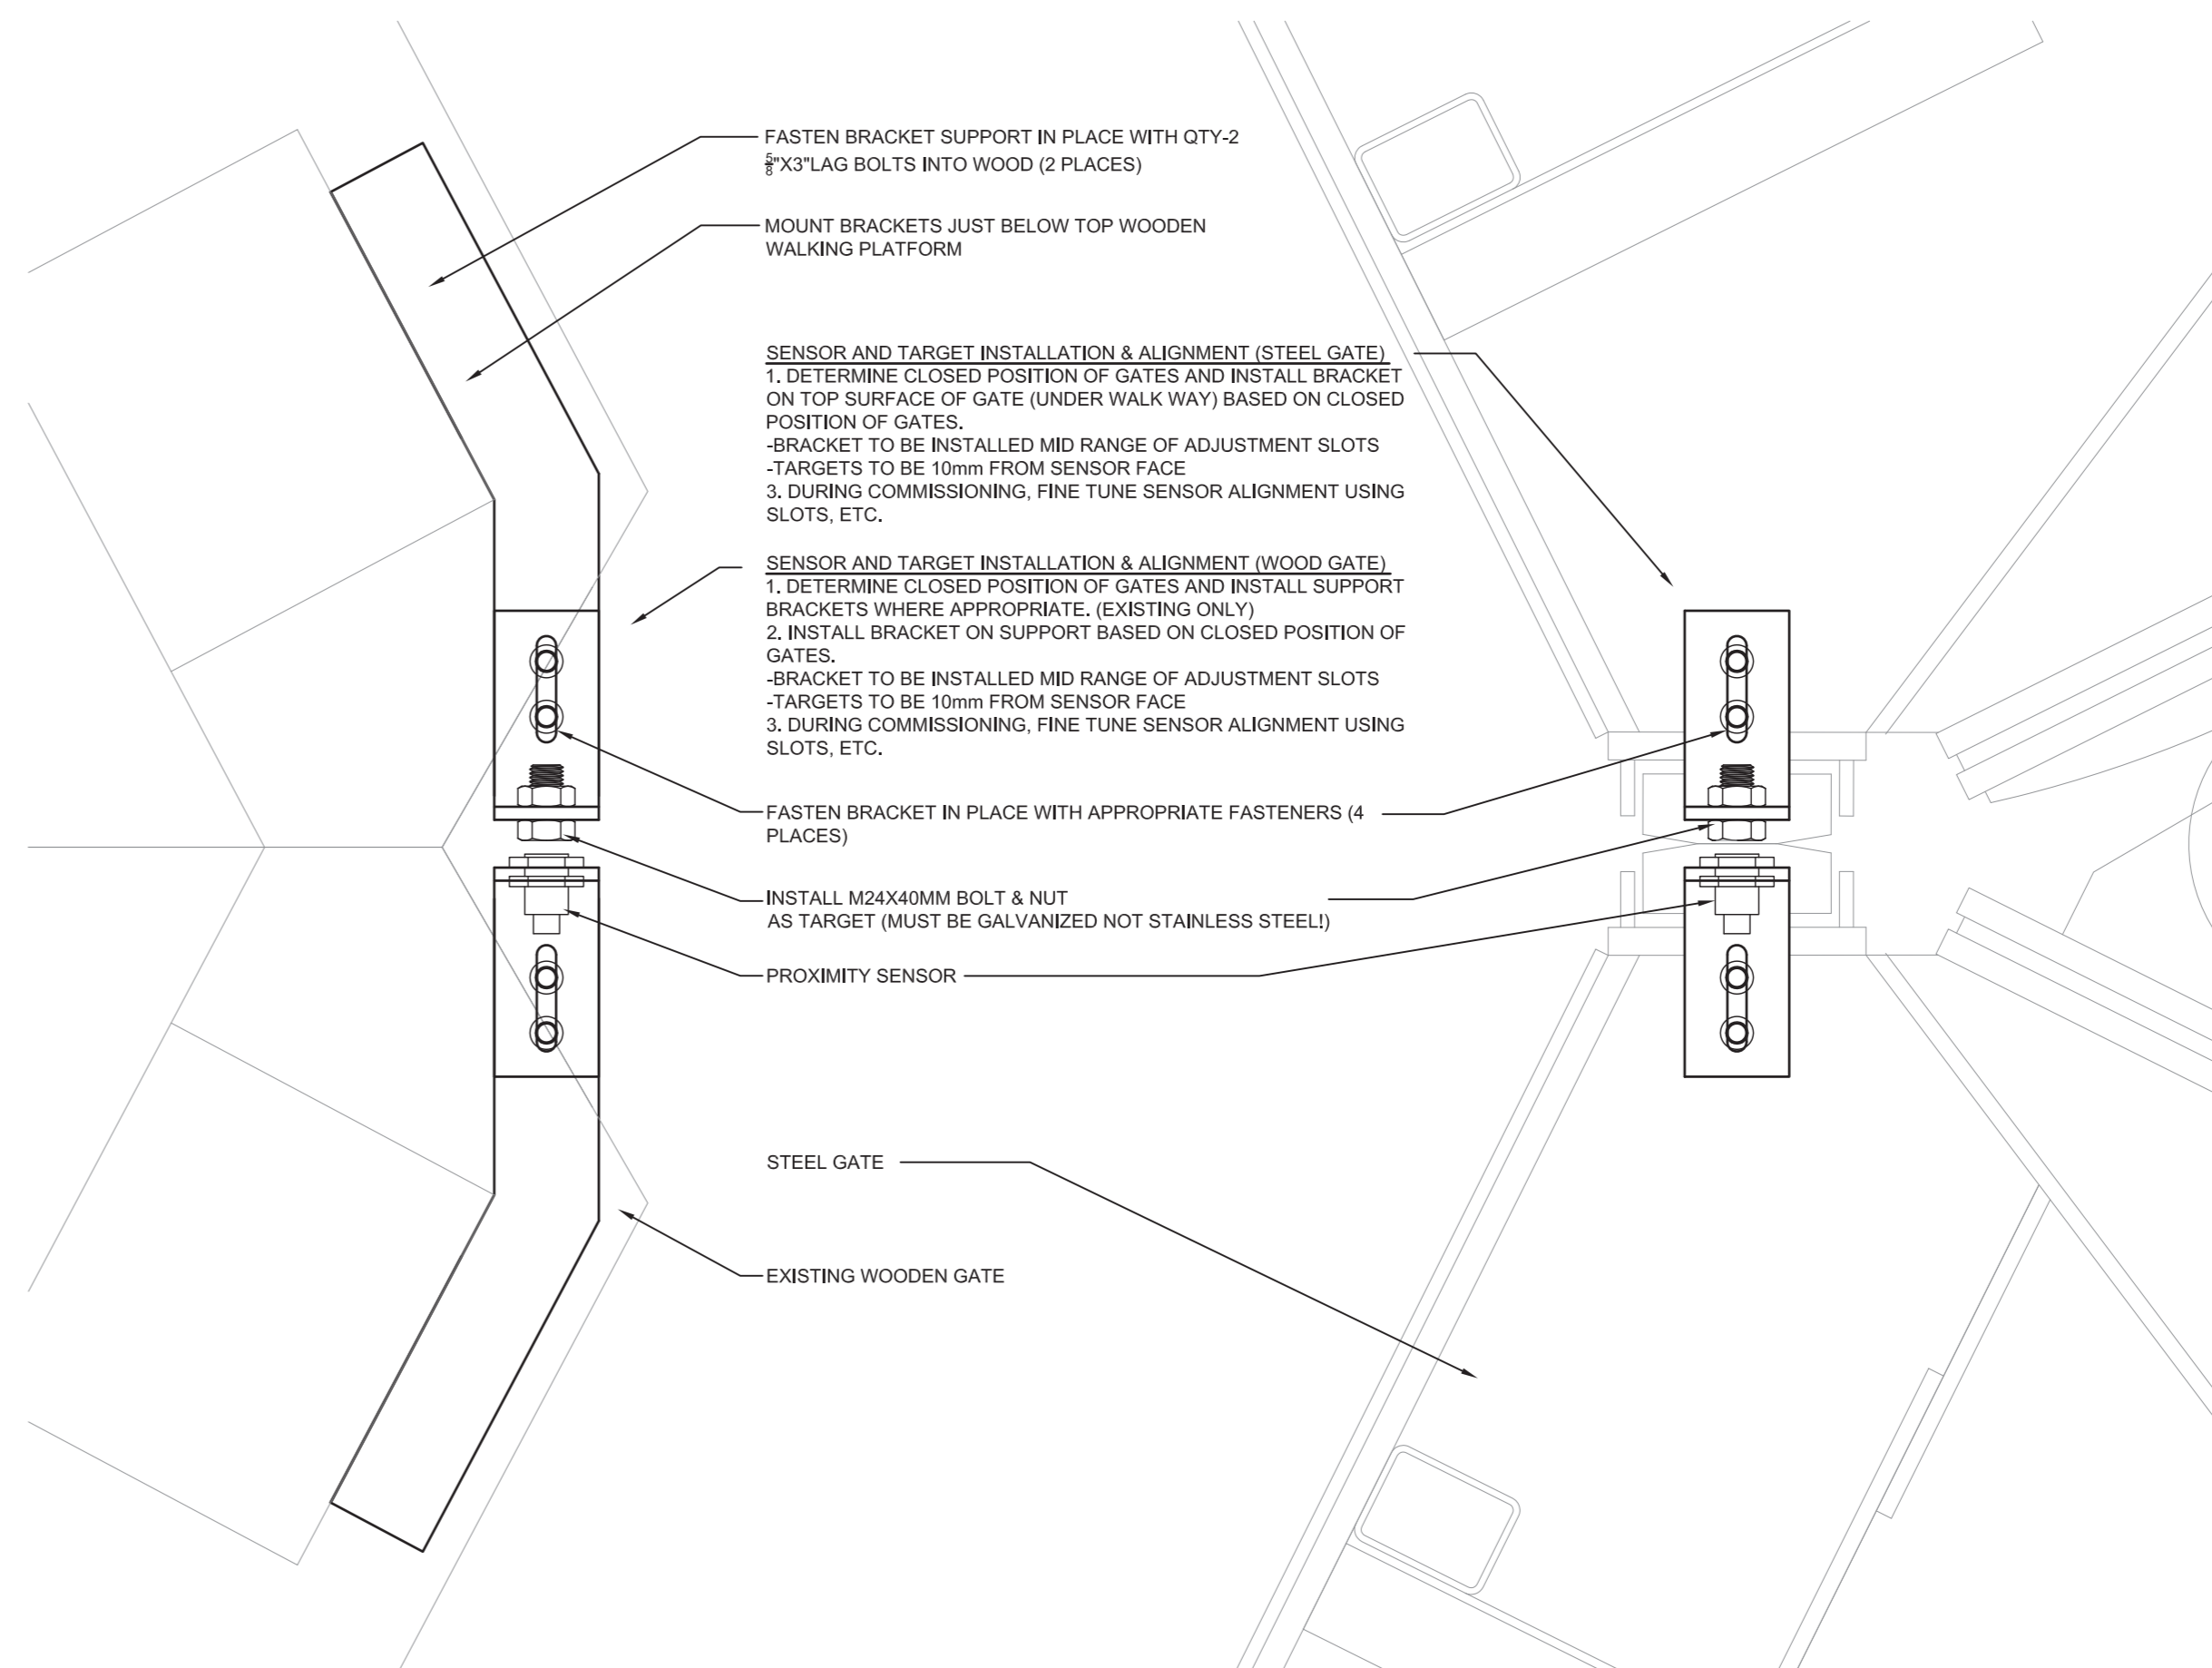 FASTEN BRACKET SUPPORT IN PLACE WITH QTY-2
5/8"X3"LAG BOLTS INTO WOOD (2 PLACES)
MOUNT BRACKETS JUST BELOW TOP WOODEN
WALKING PLATFORM
SENSOR AND TARGET INSTALLATION & ALIGNMENT (STEEL GATE)
1. DETERMINE CLOSED POSITION OF GATES AND INSTALL BRACKET
ON TOP SURFACE OF GATE (UNDER WALK WAY) BASED ON CLOSED
POSITION OF GATES.
-BRACKET TO BE INSTALLED MID RANGE OF ADJUSTMENT SLOTS
-TARGETS TO BE 10mm FROM SENSOR FACE
3. DURING COMMISSIONING, FINE TUNE SENSOR ALIGNMENT USING
SLOTS, ETC.
SENSOR AND TARGET INSTALLATION & ALIGNMENT (WOOD GATE)
1. DETERMINE CLOSED POSITION OF GATES AND INSTALL SUPPORT
BRACKETS WHERE APPROPRIATE. (EXISTING ONLY)
2. INSTALL BRACKET ON SUPPORT BASED ON CLOSED POSITION OF
GATES.
-BRACKET TO BE INSTALLED MID RANGE OF ADJUSTMENT SLOTS
-TARGETS TO BE 10mm FROM SENSOR FACE
3. DURING COMMISSIONING, FINE TUNE SENSOR ALIGNMENT USING
SLOTS, ETC.
FASTEN BRACKET IN PLACE WITH APPROPRIATE FASTENERS (4
PLACES)
INSTALL M24X40MM BOLT & NUT
AS TARGET (MUST BE GALVANIZED NOT STAINLESS STEEL!)
PROXIMITY SENSOR
STEEL GATE
EXISTING WOODEN GATE